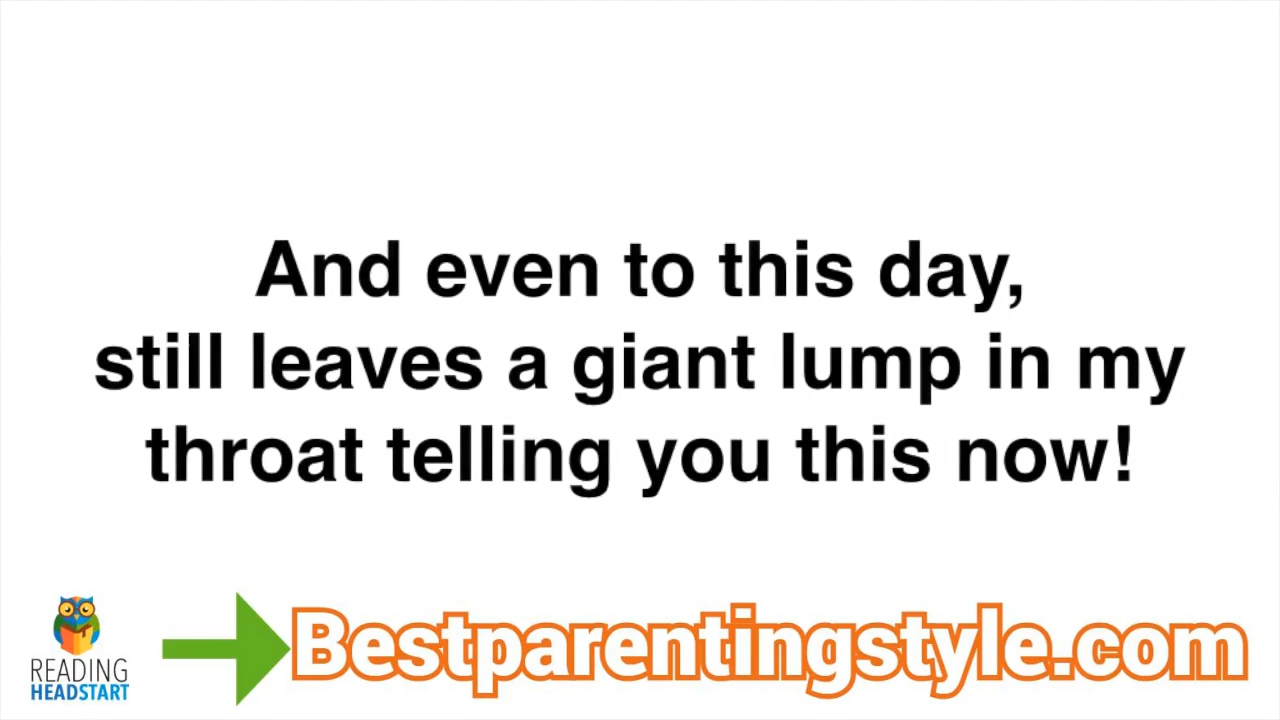 And even to this day,
still leaves a giant lump in my
throat telling you this now!
READING
HEADSTART
Bestparentingstyle.com